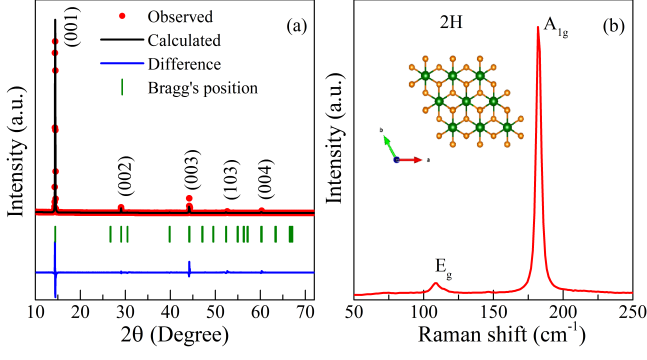 (a)
Observed
Calculated
Difference
Bragg's position
(001)
(002)
(003)
(103)
(004)
Intensity (a.u.)
10 20 30 40 50 60 70
2θ (Degree)
(b)
2H
A1g
b
a
Eg
Intensity (a.u.)
50 100 150 200 250
Raman shift (cm-1)